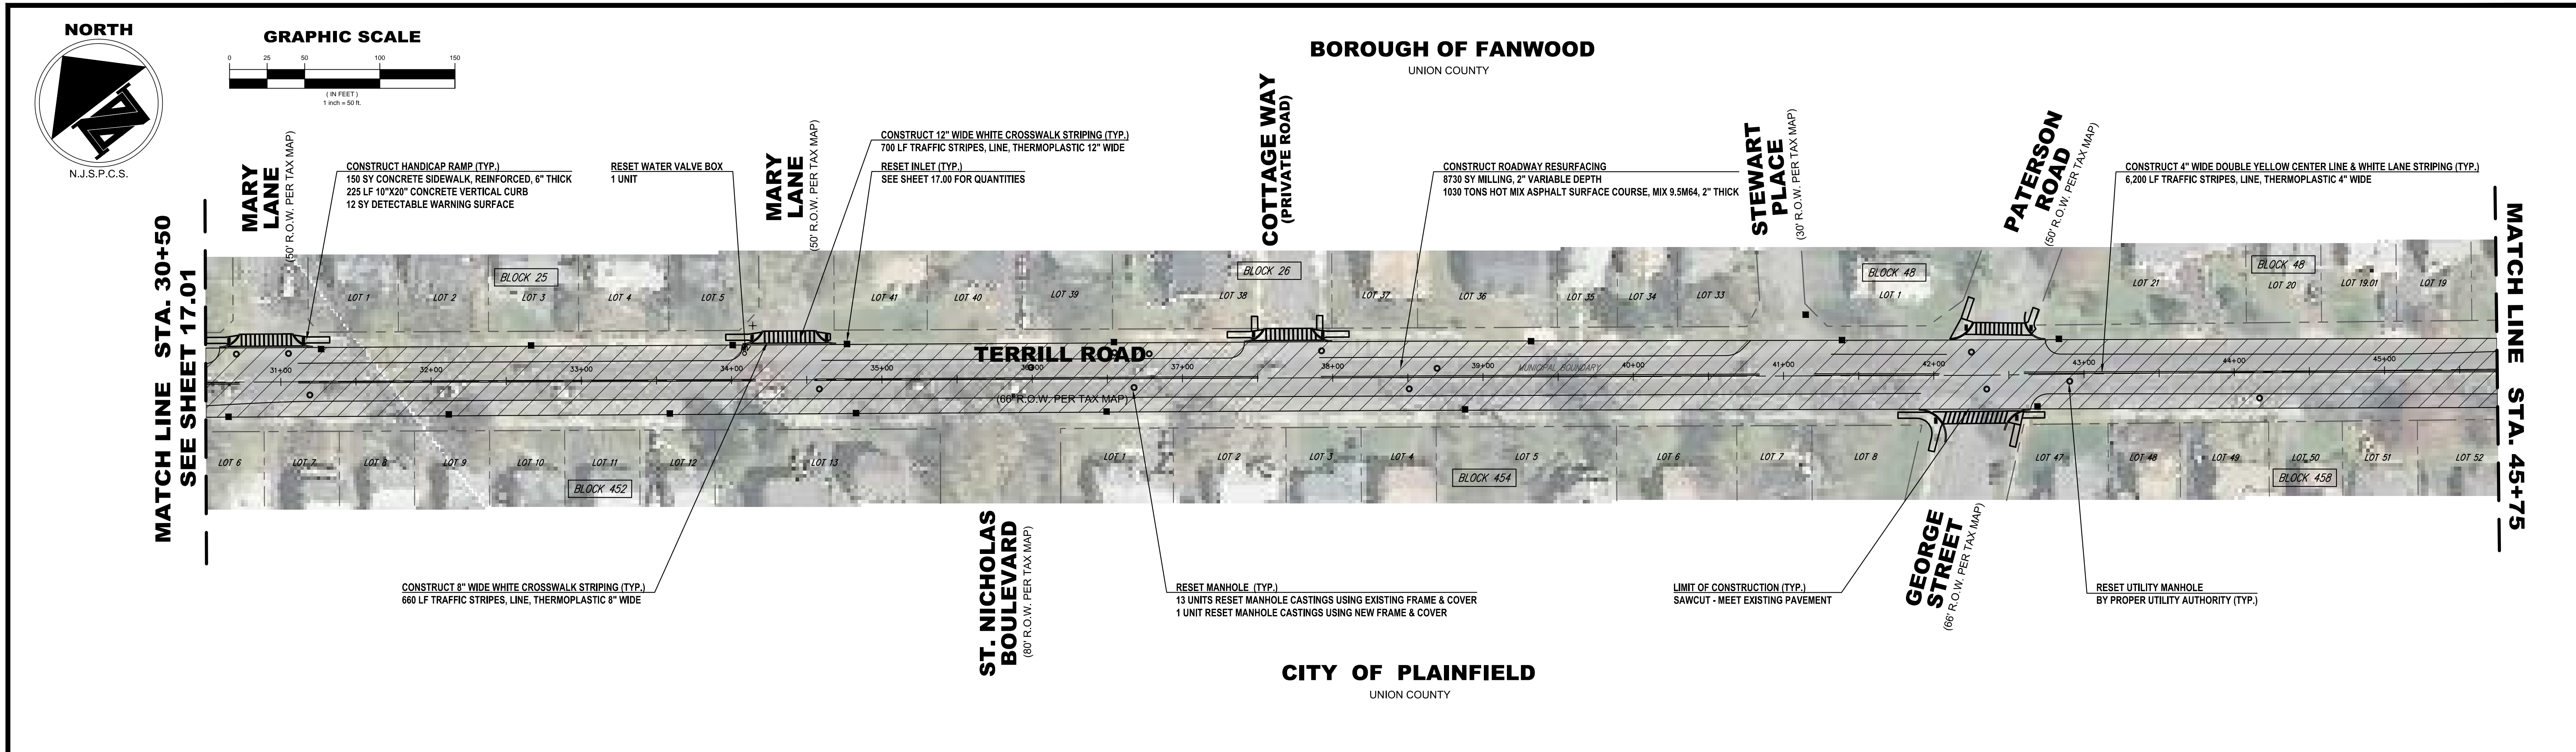 NORTH
N.J.S.P.C.S.
GRAPHIC SCALE
0 25 50 100 150
( IN FEET )
1 inch = 50 ft.
BOROUGH OF FANWOOD
UNION COUNTY
MATCH LINE STA. 30+50
SEE SHEET 17.01
MARY
LANE
(50' R.O.W. PER TAX MAP)
CONSTRUCT HANDICAP RAMP (TYP.)
150 SY CONCRETE SIDEWALK, REINFORCED, 6" THICK
225 LF 10"X20" CONCRETE VERTICAL CURB
12 SY DETECTABLE WARNING SURFACE
RESET WATER VALVE BOX
1 UNIT
MARY
LANE
(50' R.O.W. PER TAX MAP)
CONSTRUCT 12" WIDE WHITE CROSSWALK STRIPING (TYP.)
700 LF TRAFFIC STRIPES, LINE, THERMOPLASTIC 12" WIDE
RESET INLET (TYP.)
SEE SHEET 17.00 FOR QUANTITIES
COTTAGE WAY
(PRIVATE ROAD)
CONSTRUCT ROADWAY RESURFACING
8730 SY MILLING, 2" VARIABLE DEPTH
1030 TONS HOT MIX ASPHALT SURFACE COURSE, MIX 9.5M64, 2" THICK
STEWART
PLACE
(30' R.O.W. PER TAX MAP)
PATERSON
ROAD
(50' R.O.W. PER TAX MAP)
CONSTRUCT 4" WIDE DOUBLE YELLOW CENTER LINE & WHITE LANE STRIPING (TYP.)
6,200 LF TRAFFIC STRIPES, LINE, THERMOPLASTIC 4" WIDE
MATCH LINE STA. 45+75
BLOCK 25
BLOCK 26
BLOCK 48
BLOCK 48
LOT 1 LOT 2 LOT 3 LOT 4 LOT 5 LOT 41 LOT 40 LOT 39 LOT 38 LOT 37 LOT 36 LOT 35 LOT 34 LOT 33 LOT 1 LOT 21 LOT 20 LOT 19.01 LOT 19
TERRILL ROAD
31+00 32+00 33+00 34+00 35+00 36+00 37+00 38+00 39+00 40+00 41+00 42+00 43+00 44+00 45+00
MUNICIPAL BOUNDARY
(66' R.O.W. PER TAX MAP)
LOT 6 LOT 7 LOT 8 LOT 9 LOT 10 LOT 11 LOT 12 LOT 13 LOT 1 LOT 2 LOT 3 LOT 4 LOT 5 LOT 6 LOT 7 LOT 8 LOT 47 LOT 48 LOT 49 LOT 50 LOT 51 LOT 52
BLOCK 452
BLOCK 454
BLOCK 458
CONSTRUCT 8" WIDE WHITE CROSSWALK STRIPING (TYP.)
660 LF TRAFFIC STRIPES, LINE, THERMOPLASTIC 8" WIDE
ST. NICHOLAS
BOULEVARD
(80' R.O.W. PER TAX MAP)
RESET MANHOLE (TYP.)
13 UNITS RESET MANHOLE CASTINGS USING EXISTING FRAME & COVER
1 UNIT RESET MANHOLE CASTINGS USING NEW FRAME & COVER
LIMIT OF CONSTRUCTION (TYP.)
SAWCUT - MEET EXISTING PAVEMENT
GEORGE
STREET
(66' R.O.W. PER TAX MAP)
RESET UTILITY MANHOLE
BY PROPER UTILITY AUTHORITY (TYP.)
CITY OF PLAINFIELD
UNION COUNTY